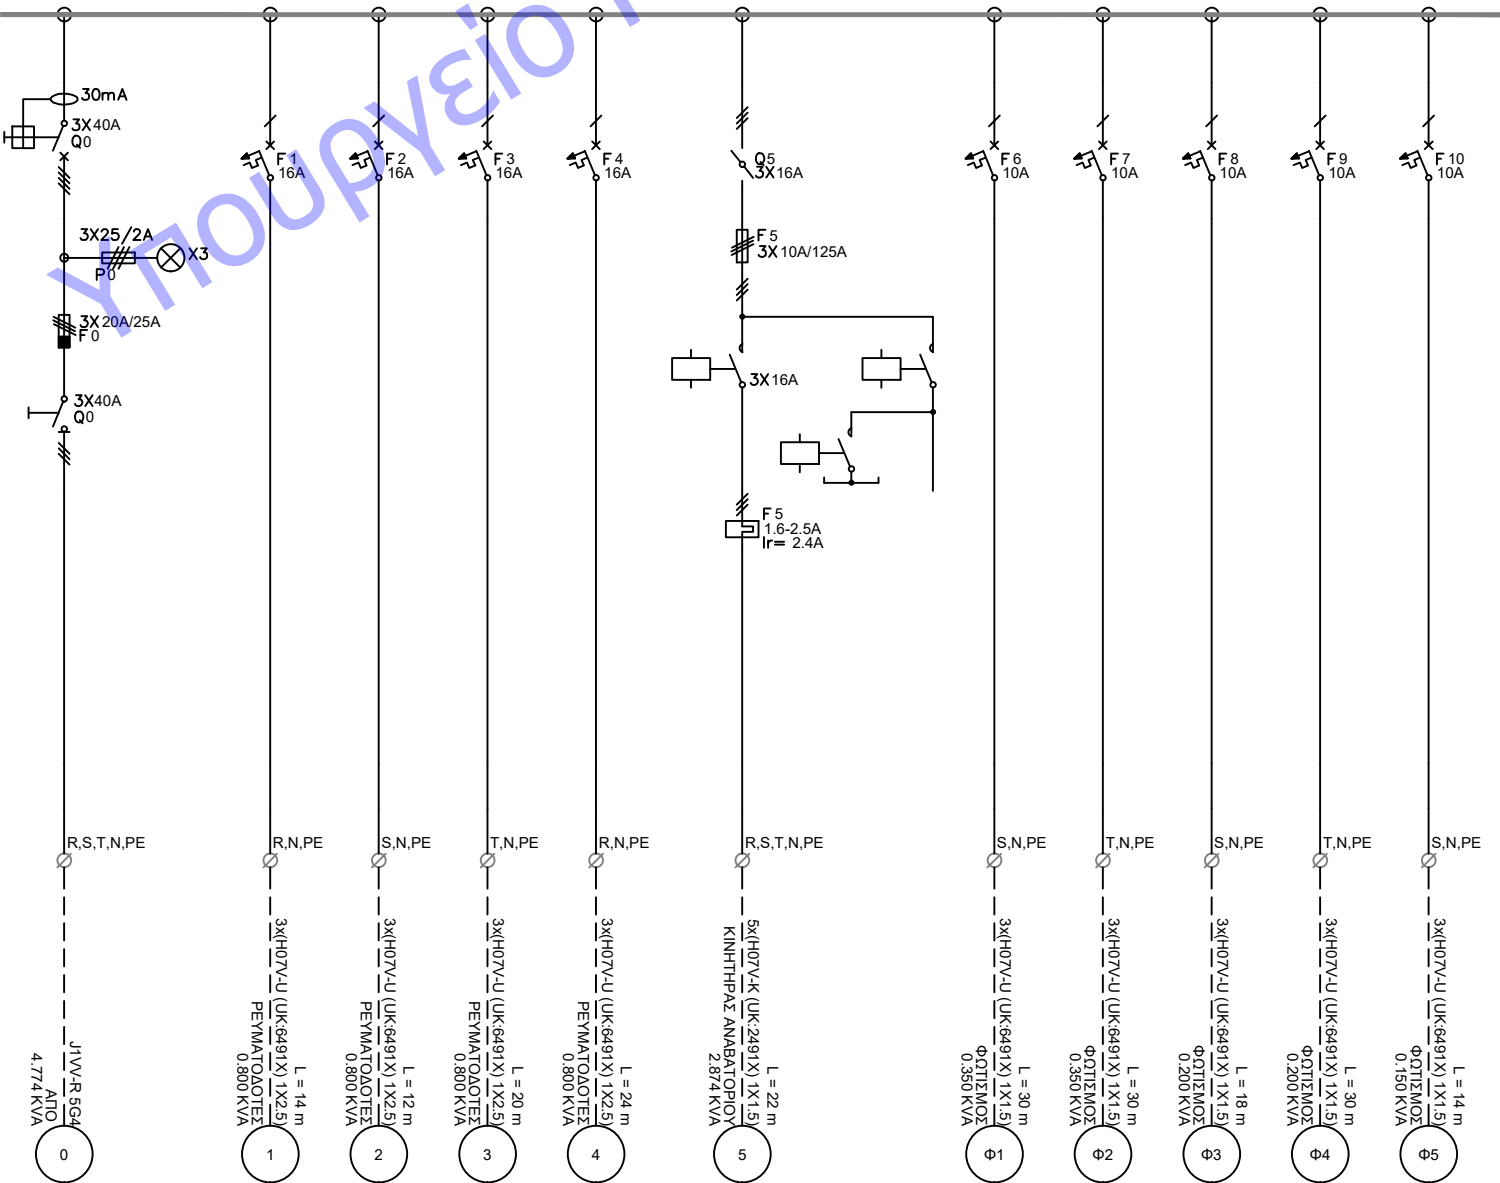 Υπουργείο
30mA
3X40A
Q0
3X25/2A
P0
X3
3X20A/25A
F0
3X40A
Q0
F1
16A
F2
16A
F3
16A
F4
16A
Q5
3X16A
F5
3X10A/125A
3X16A
F5
1.6-2.5A
Ir= 2.4A
F6
10A
F7
10A
F8
10A
F9
10A
F10
10A
R,S,T,N,PE
R,N,PE
S,N,PE
T,N,PE
R,N,PE
R,S,T,N,PE
S,N,PE
T,N,PE
S,N,PE
T,N,PE
S,N,PE
J1VV-R 5G4
ΑΠΟ
4.774 KVA
0
L = 14 m
3x(H07V-U (UK:6491X) 1X2.5)
ΡΕΥΜΑΤΟΔΟΤΕΣ
0.800 KVA
1
L = 12 m
3x(H07V-U (UK:6491X) 1X2.5)
ΡΕΥΜΑΤΟΔΟΤΕΣ
0.800 KVA
2
L = 20 m
3x(H07V-U (UK:6491X) 1X2.5)
ΡΕΥΜΑΤΟΔΟΤΕΣ
0.800 KVA
3
L = 24 m
3x(H07V-U (UK:6491X) 1X2.5)
ΡΕΥΜΑΤΟΔΟΤΕΣ
0.800 KVA
4
L = 22 m
5x(H07V-K (UK:2491X) 1X1.5)
ΚΙΝΗΤΗΡΑΣ ΑΝΑΒΑΤΟΡΙΟΥ
2.874 KVA
5
L = 30 m
3x(H07V-U (UK:6491X) 1X1.5)
ΦΩΤΙΣΜΟΣ
0.350 KVA
Φ1
L = 30 m
3x(H07V-U (UK:6491X) 1X1.5)
ΦΩΤΙΣΜΟΣ
0.350 KVA
Φ2
L = 18 m
3x(H07V-U (UK:6491X) 1X1.5)
ΦΩΤΙΣΜΟΣ
0.200 KVA
Φ3
L = 30 m
3x(H07V-U (UK:6491X) 1X1.5)
ΦΩΤΙΣΜΟΣ
0.200 KVA
Φ4
L = 14 m
3x(H07V-U (UK:6491X) 1X1.5)
ΦΩΤΙΣΜΟΣ
0.150 KVA
Φ5